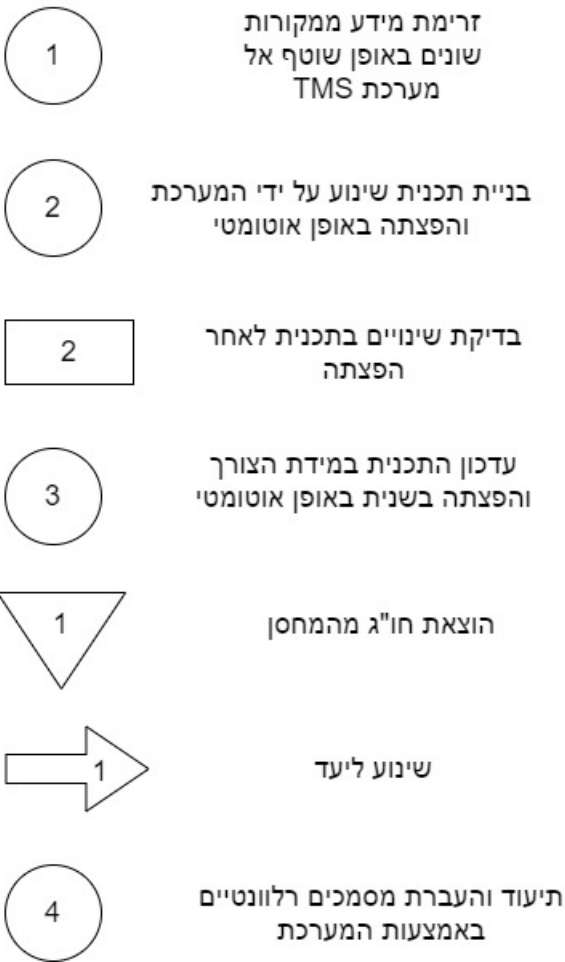 1
זרימת מידע ממקורות
שונים באופן שוטף אל
מערכת TMS
2
בניית תכנית שינוע על ידי המערכת
והפצתה באופן אוטומטי
2
בדיקת שינויים בתכנית לאחר
הפצתה
3
עדכון התכנית במידת הצורך
והפצתה בשנית באופן אוטומטי
1
הוצאת חו"ג מהמחסן
1
שינוע ליעד
4
תיעוד והעברת מסמכים רלוונטיים
באמצעות המערכת